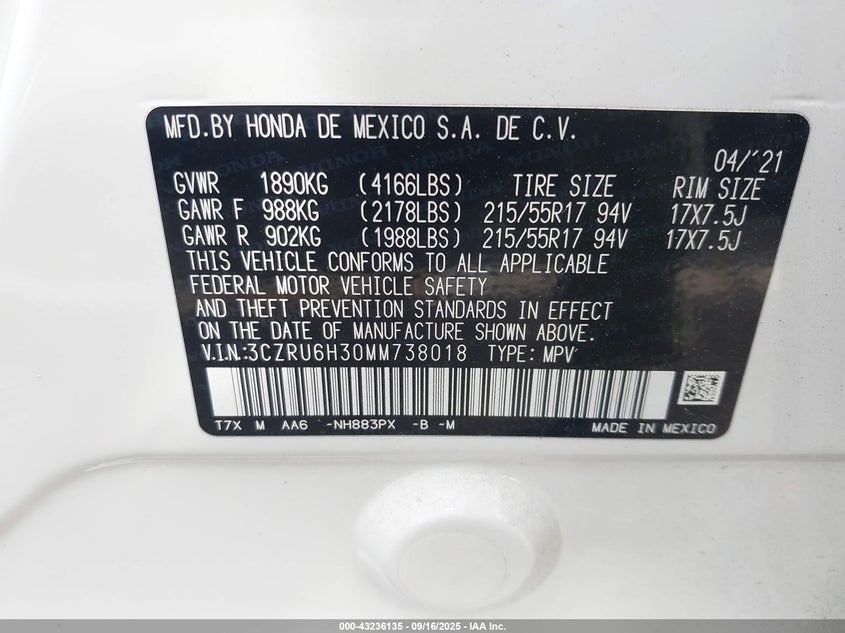 MFD.BY HONDA DE MEXICO S.A. DE C.V.
04/'21
GVWR 1890KG (4166LBS) TIRE SIZE RIM SIZE
GAWR F 988KG (2178LBS) 215/55R17 94V 17X7.5J
GAWR R 902KG (1988LBS) 215/55R17 94V 17X7.5J
THIS VEHICLE CONFORMS TO ALL APPLICABLE
FEDERAL MOTOR VEHICLE SAFETY
AND THEFT PREVENTION STANDARDS IN EFFECT
ON THE DATE OF MANUFACTURE SHOWN ABOVE.
V.I.N:3CZRU6H30MM738018 TYPE: MPV
T7X M AA6 -NH883PX -B -M
MADE IN MEXICO
000-43236135 - 09/16/2025 - IAA Inc.